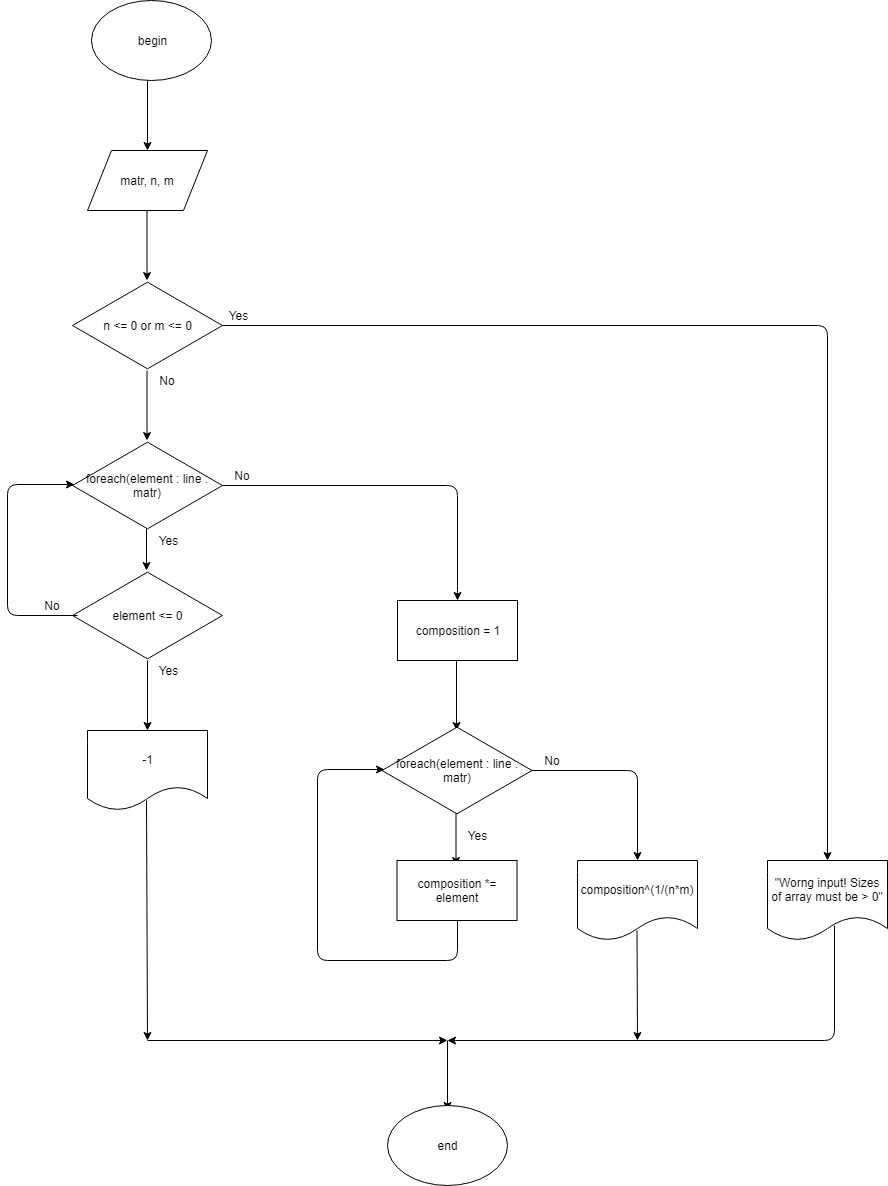 begin
matr, n, m
n <= 0 or m <= 0
Yes
No
foreach(element : line :
matr)
No
Yes
element <= 0
No
Yes
-1
composition = 1
foreach(element : line :
matr)
No
Yes
composition *=
element
composition^(1/(n*m)
"Worng input! Sizes
of array must be > 0"
end